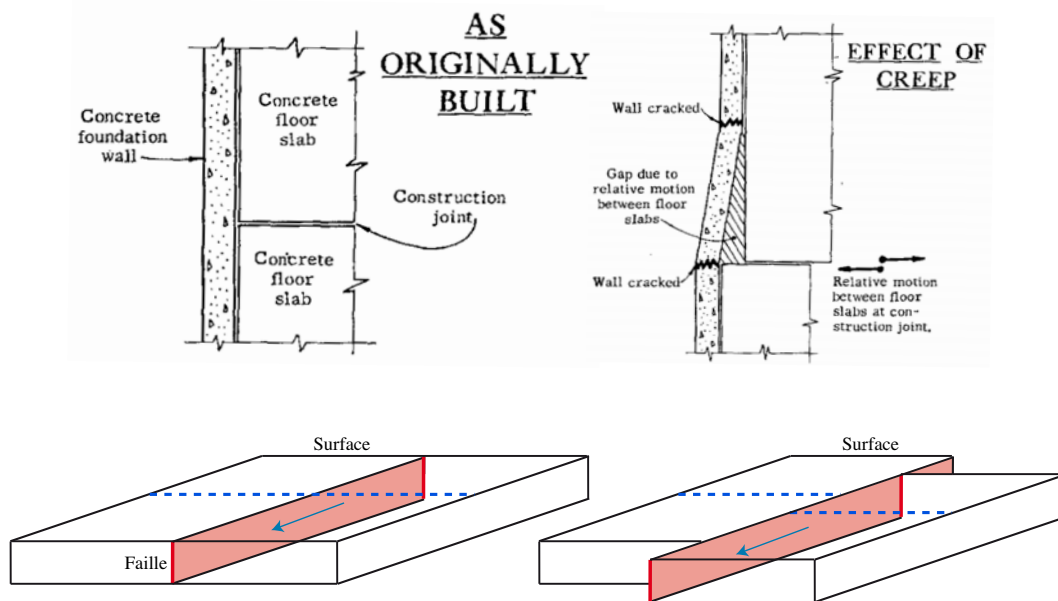 AS
ORIGINALLY
BUILT
Concrete
foundation
wall
Concrete
floor
slab
Construction
joint
Concrete
floor
slab
EFFECT OF
CREEP
Wall cracked
Gap due to
relative motion
between floor
slabs
Wall cracked
Relative motion
between floor
slabs at con-
struction joint.
Surface
Faille
Surface